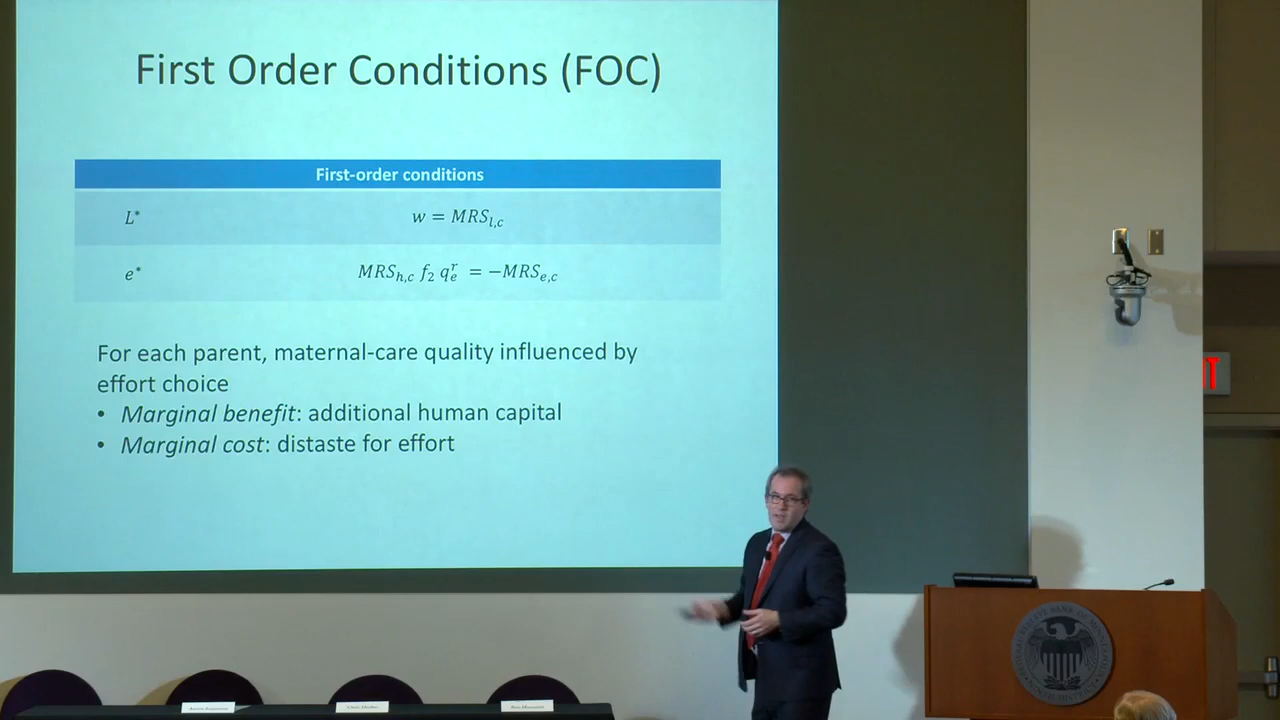 First Order Conditions (FOC)
First-order conditions
L* w = MRS_{l,c}
e* MRS_{h,c} f_2 q_e^r = −MRS_{e,c}
For each parent, maternal-care quality influenced by
effort choice
• Marginal benefit: additional human capital
• Marginal cost: distaste for effort
IT